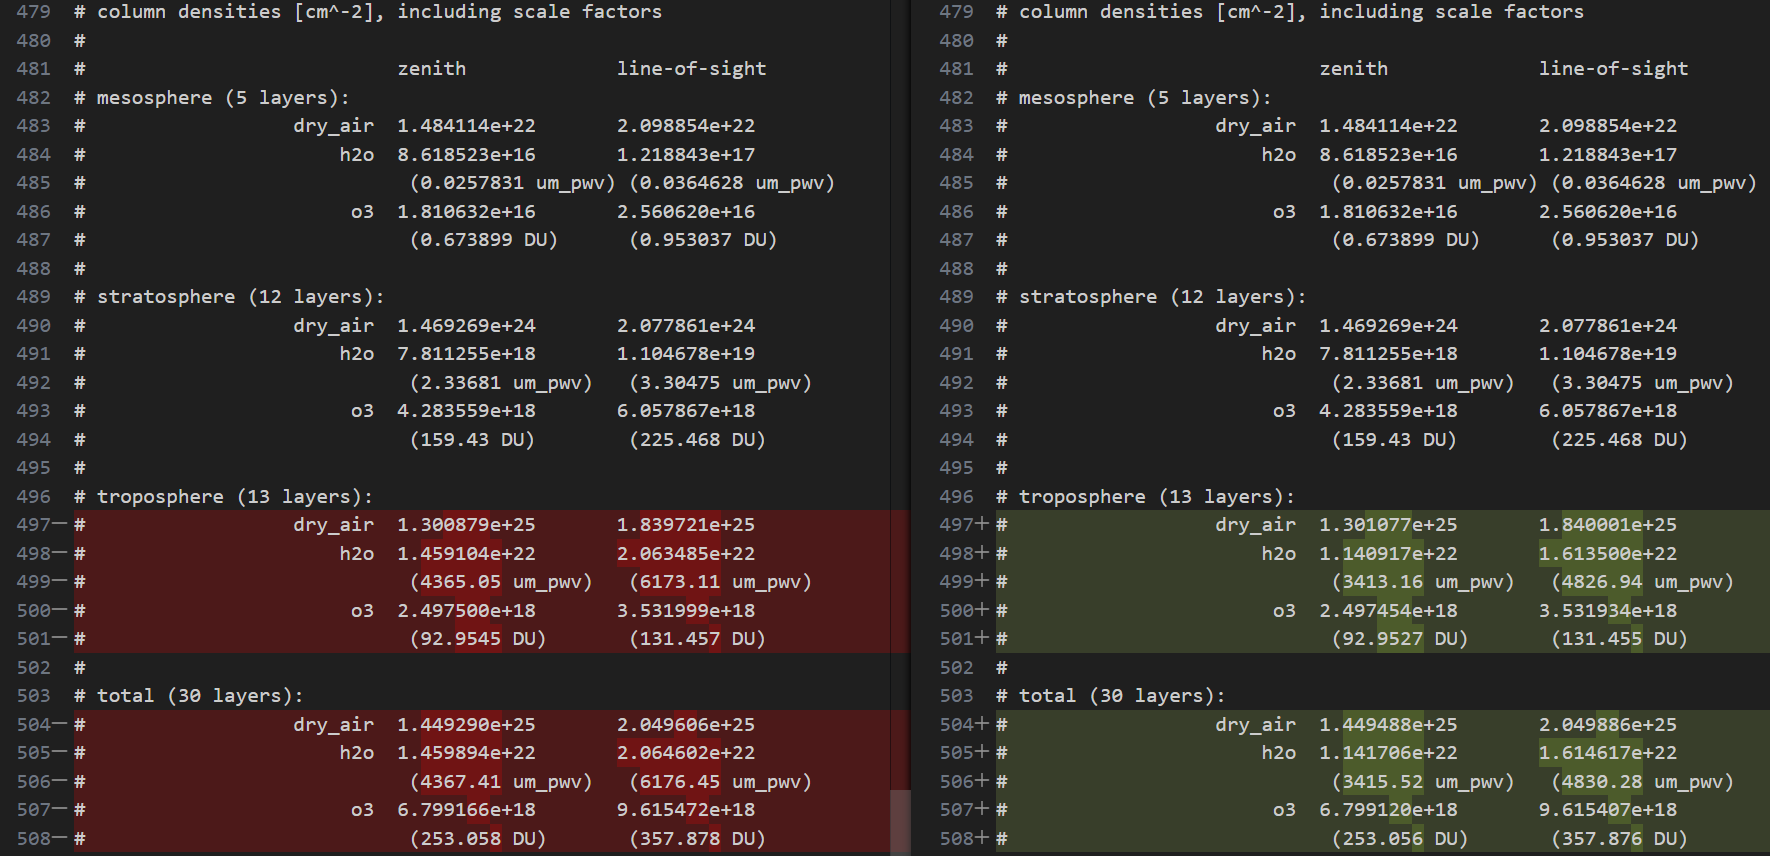 479 # column densities [cm^-2], including scale factors
480 #
481 # zenith line-of-sight
482 # mesosphere (5 layers):
483 # dry_air 1.484114e+22 2.098854e+22
484 # h2o 8.618523e+16 1.218843e+17
485 # (0.0257831 um_pwv) (0.0364628 um_pwv)
486 # o3 1.810632e+16 2.560620e+16
487 # (0.673899 DU) (0.953037 DU)
488 #
489 # stratosphere (12 layers):
490 # dry_air 1.469269e+24 2.077861e+24
491 # h2o 7.811255e+18 1.104678e+19
492 # (2.33681 um_pwv) (3.30475 um_pwv)
493 # o3 4.283559e+18 6.057867e+18
494 # (159.43 DU) (225.468 DU)
495 #
496 # troposphere (13 layers):
497− # dry_air 1.300879e+25 1.839721e+25
498− # h2o 1.459104e+22 2.063485e+22
499− # (4365.05 um_pwv) (6173.11 um_pwv)
500− # o3 2.497500e+18 3.531999e+18
501− # (92.9545 DU) (131.457 DU)
502 #
503 # total (30 layers):
504− # dry_air 1.449290e+25 2.049606e+25
505− # h2o 1.459894e+22 2.064602e+22
506− # (4367.41 um_pwv) (6176.45 um_pwv)
507− # o3 6.799166e+18 9.615472e+18
508− # (253.058 DU) (357.878 DU)
479 # column densities [cm^-2], including scale factors
480 #
481 # zenith line-of-sight
482 # mesosphere (5 layers):
483 # dry_air 1.484114e+22 2.098854e+22
484 # h2o 8.618523e+16 1.218843e+17
485 # (0.0257831 um_pwv) (0.0364628 um_pwv)
486 # o3 1.810632e+16 2.560620e+16
487 # (0.673899 DU) (0.953037 DU)
488 #
489 # stratosphere (12 layers):
490 # dry_air 1.469269e+24 2.077861e+24
491 # h2o 7.811255e+18 1.104678e+19
492 # (2.33681 um_pwv) (3.30475 um_pwv)
493 # o3 4.283559e+18 6.057867e+18
494 # (159.43 DU) (225.468 DU)
495 #
496 # troposphere (13 layers):
497+ # dry_air 1.301077e+25 1.840001e+25
498+ # h2o 1.140917e+22 1.613500e+22
499+ # (3413.16 um_pwv) (4826.94 um_pwv)
500+ # o3 2.497454e+18 3.531934e+18
501+ # (92.9527 DU) (131.455 DU)
502 #
503 # total (30 layers):
504+ # dry_air 1.449488e+25 2.049886e+25
505+ # h2o 1.141706e+22 1.614617e+22
506+ # (3415.52 um_pwv) (4830.28 um_pwv)
507+ # o3 6.799120e+18 9.615407e+18
508+ # (253.056 DU) (357.876 DU)